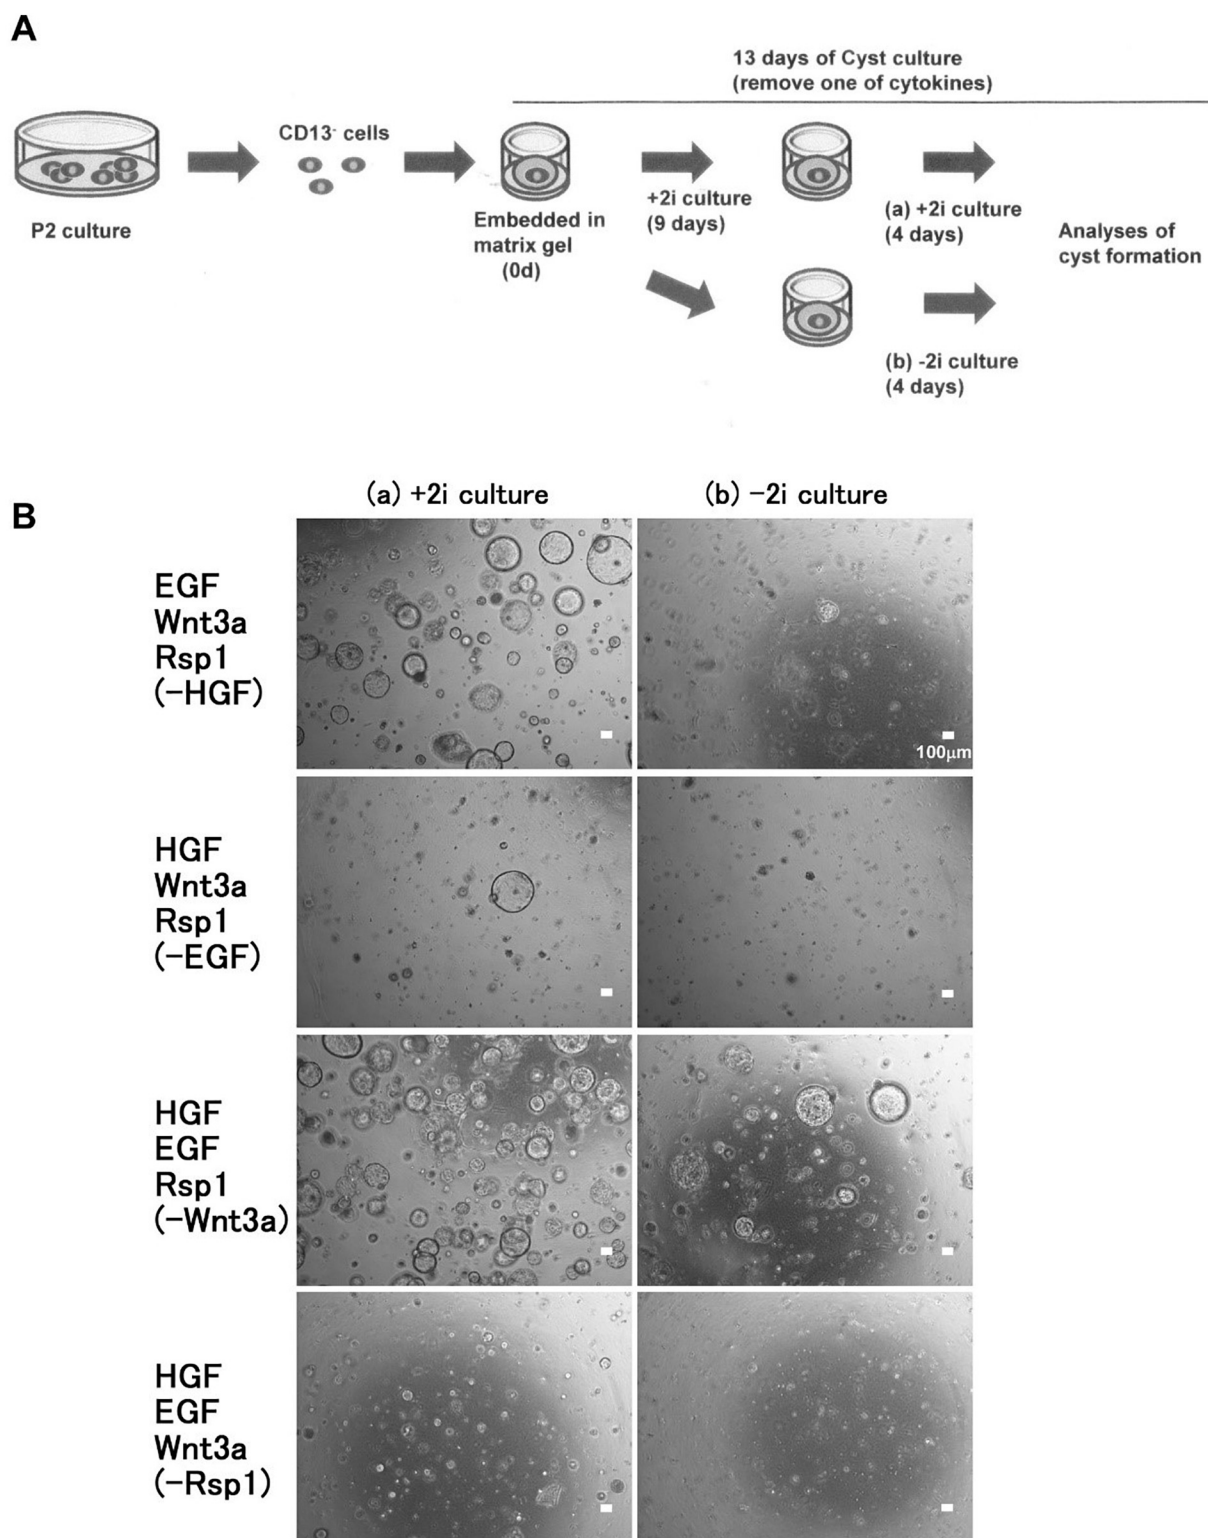 A
13 days of Cyst culture
(remove one of cytokines)
CD13- cells
P2 culture
Embedded in
matrix gel
(0d)
+2i culture
(9 days)
(a) +2i culture
(4 days)
(b) -2i culture
(4 days)
Analyses of
cyst formation
B
(a) +2i culture
(b) -2i culture
EGF
Wnt3a
Rsp1
(-HGF)
100μm
HGF
Wnt3a
Rsp1
(-EGF)
HGF
EGF
Rsp1
(-Wnt3a)
HGF
EGF
Wnt3a
(-Rsp1)